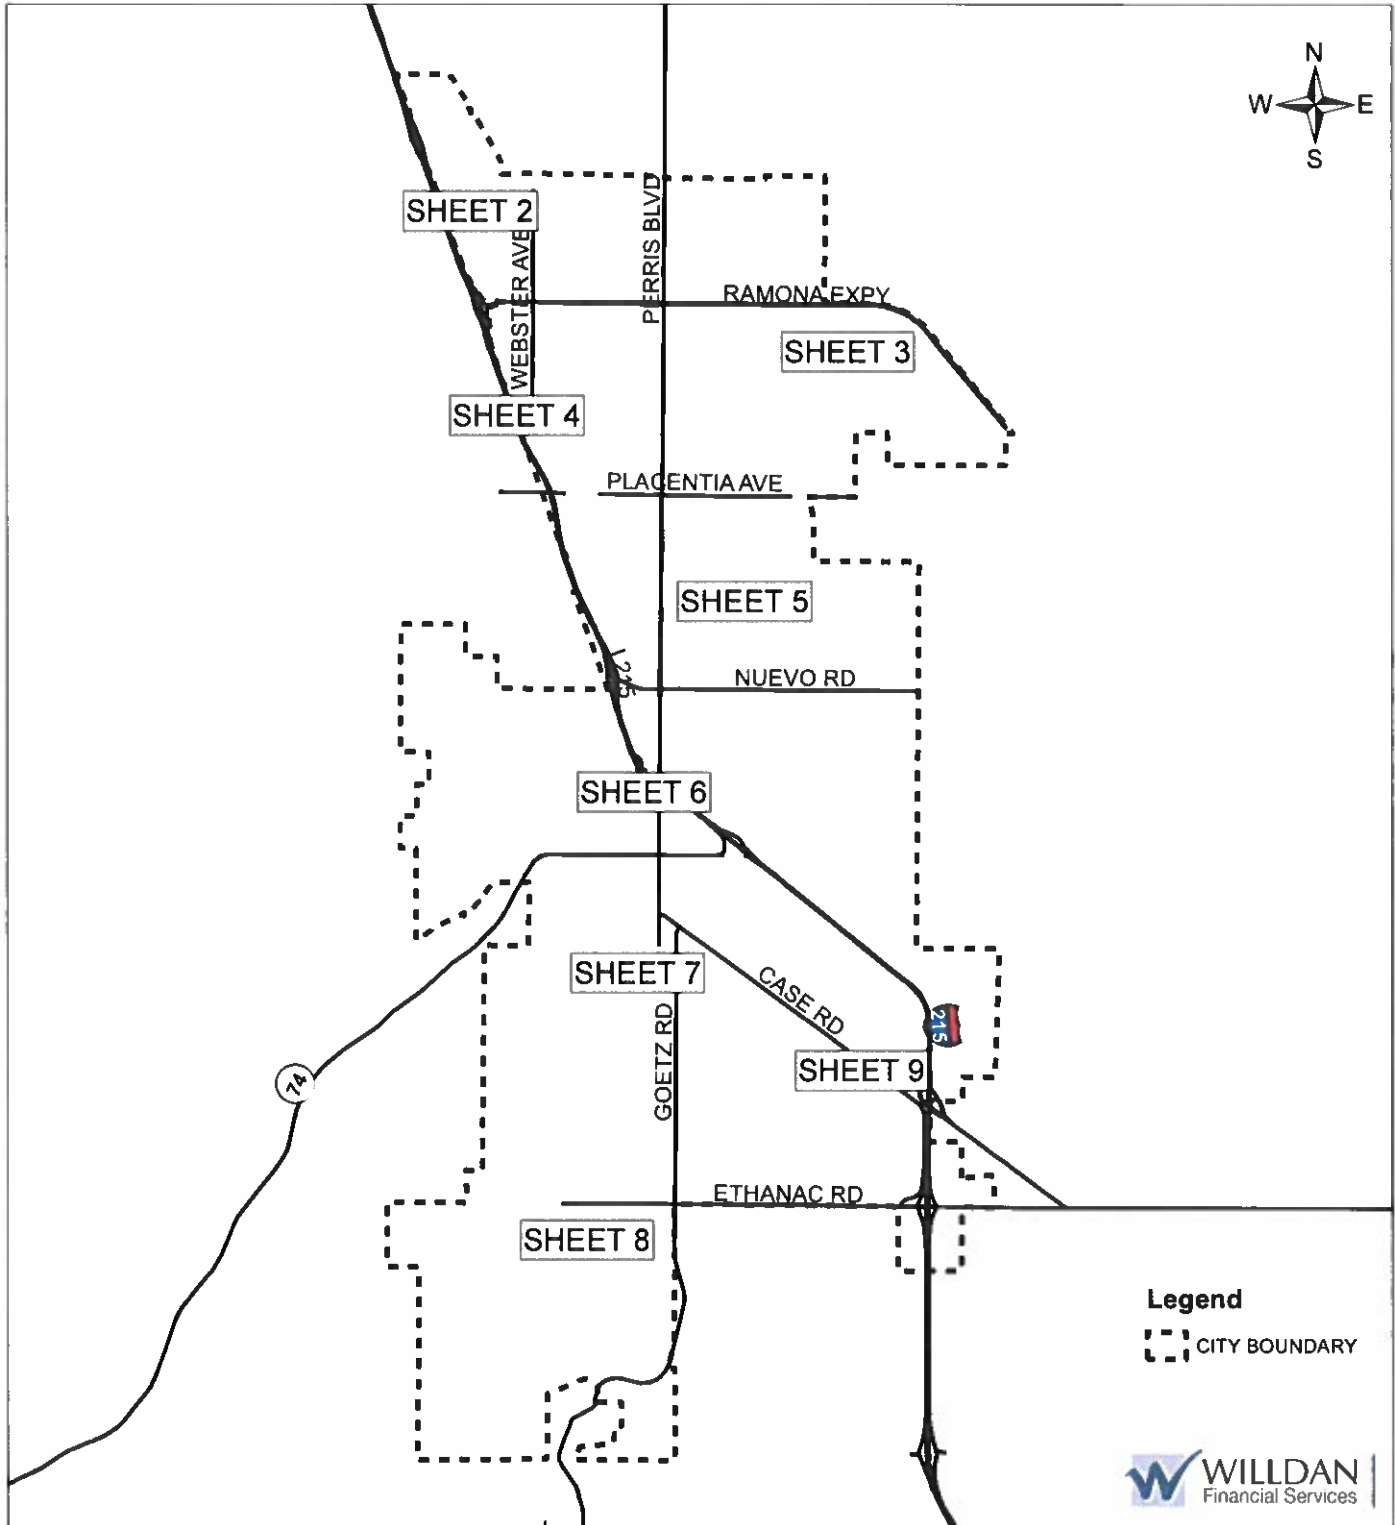 N
W E
S
SHEET 2
WEBSTER AVE
PERRIS BLVD
RAMONA EXPY
SHEET 3
SHEET 4
PLACENTIA AVE
SHEET 5
I-215
NUEVO RD
SHEET 6
SHEET 7
CASE RD
GOETZ RD
215
SHEET 9
74
ETHANAC RD
SHEET 8
Legend
CITY BOUNDARY
W WILLDAN
Financial Services